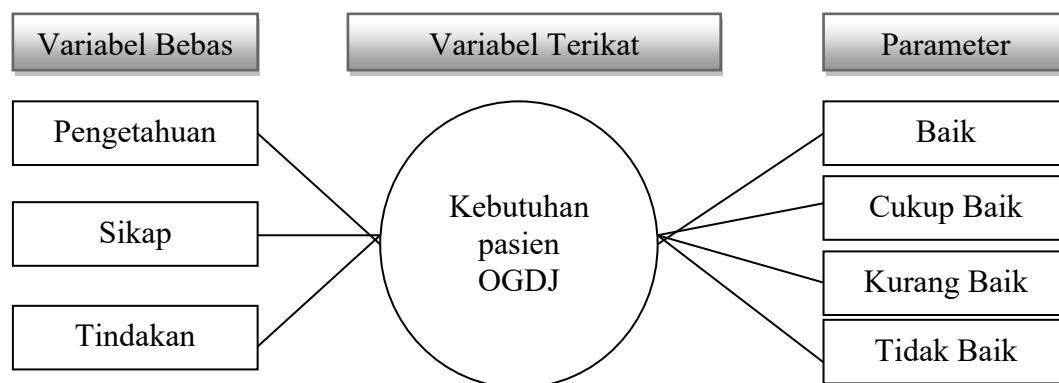 Variabel Bebas
Variabel Terikat
Parameter
Pengetahuan
Sikap
Tindakan
Kebutuhan
pasien
OGDJ
Baik
Cukup Baik
Kurang Baik
Tidak Baik